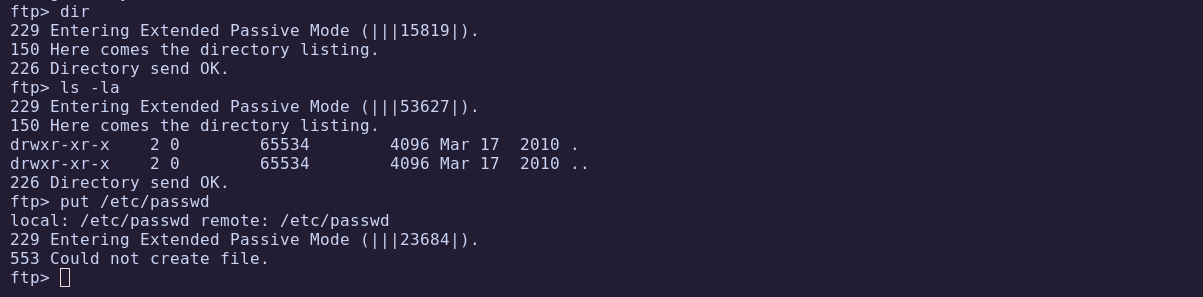 ftp> dir
229 Entering Extended Passive Mode (|||15819|).
150 Here comes the directory listing.
226 Directory send OK.
ftp> ls -la
229 Entering Extended Passive Mode (|||53627|).
150 Here comes the directory listing.
drwxr-xr-x    2 0        65534        4096 Mar 17  2010 .
drwxr-xr-x    2 0        65534        4096 Mar 17  2010 ..
226 Directory send OK.
ftp> put /etc/passwd
local: /etc/passwd remote: /etc/passwd
229 Entering Extended Passive Mode (|||23684|).
553 Could not create file.
ftp>